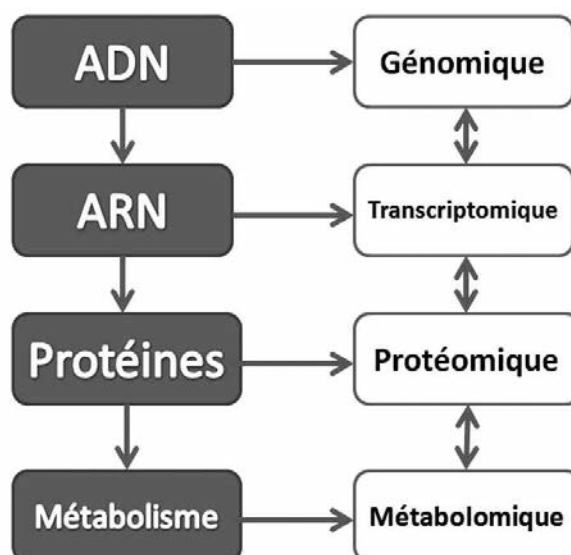 ADN
Génomique
ARN
Transcriptomique
Protéines
Protéomique
Métabolisme
Métabolomique